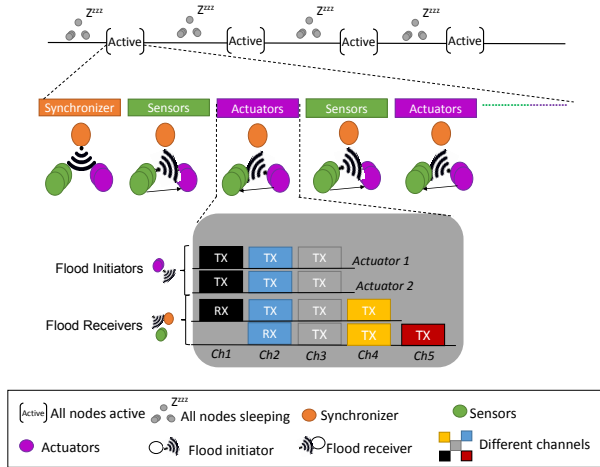 Zzzz Zzzz Zzzz Zzzz
Active Active Active Active
Synchronizer Sensors Actuators Sensors Actuators
TX TX TX Actuator 1
Flood Initiators
TX TX TX Actuator 2
RX TX TX TX
Flood Receivers
RX TX TX TX
Ch1 Ch2 Ch3 Ch4 Ch5
Active All nodes active Zzzz All nodes sleeping Synchronizer Sensors
Actuators Flood initiator Flood receiver Different channels